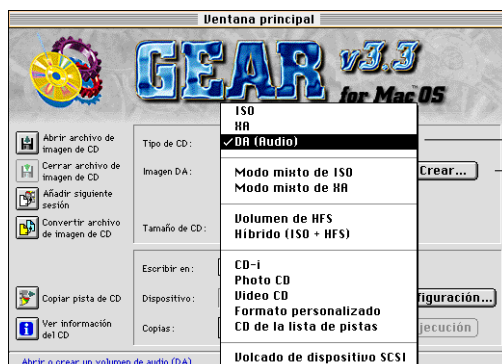 Ventana principal
GEAR v3.3
for Mac OS
Abrir archivo de
imagen de CD
Cerrar archivo de
imagen de CD
Añadir siguiente
sesión
Convertir archivo
de imagen de CD
Copiar pista de CD
Ver información
del CD
Tipo de CD:
Imagen DA:
Crear...
Tamaño de CD:
Escribir en:
Dispositivo:
figuración...
Copias:
jecución
ISO
XA
✓DA (Audio)
Modo mixto de ISO
Modo mixto de XA
Volumen de HFS
Híbrido (ISO + HFS)
CD-i
Photo CD
Video CD
Formato personalizado
CD de la lista de pistas
Volcado de dispositivo SCSI
Abrir o crear un volumen de audio (DA)